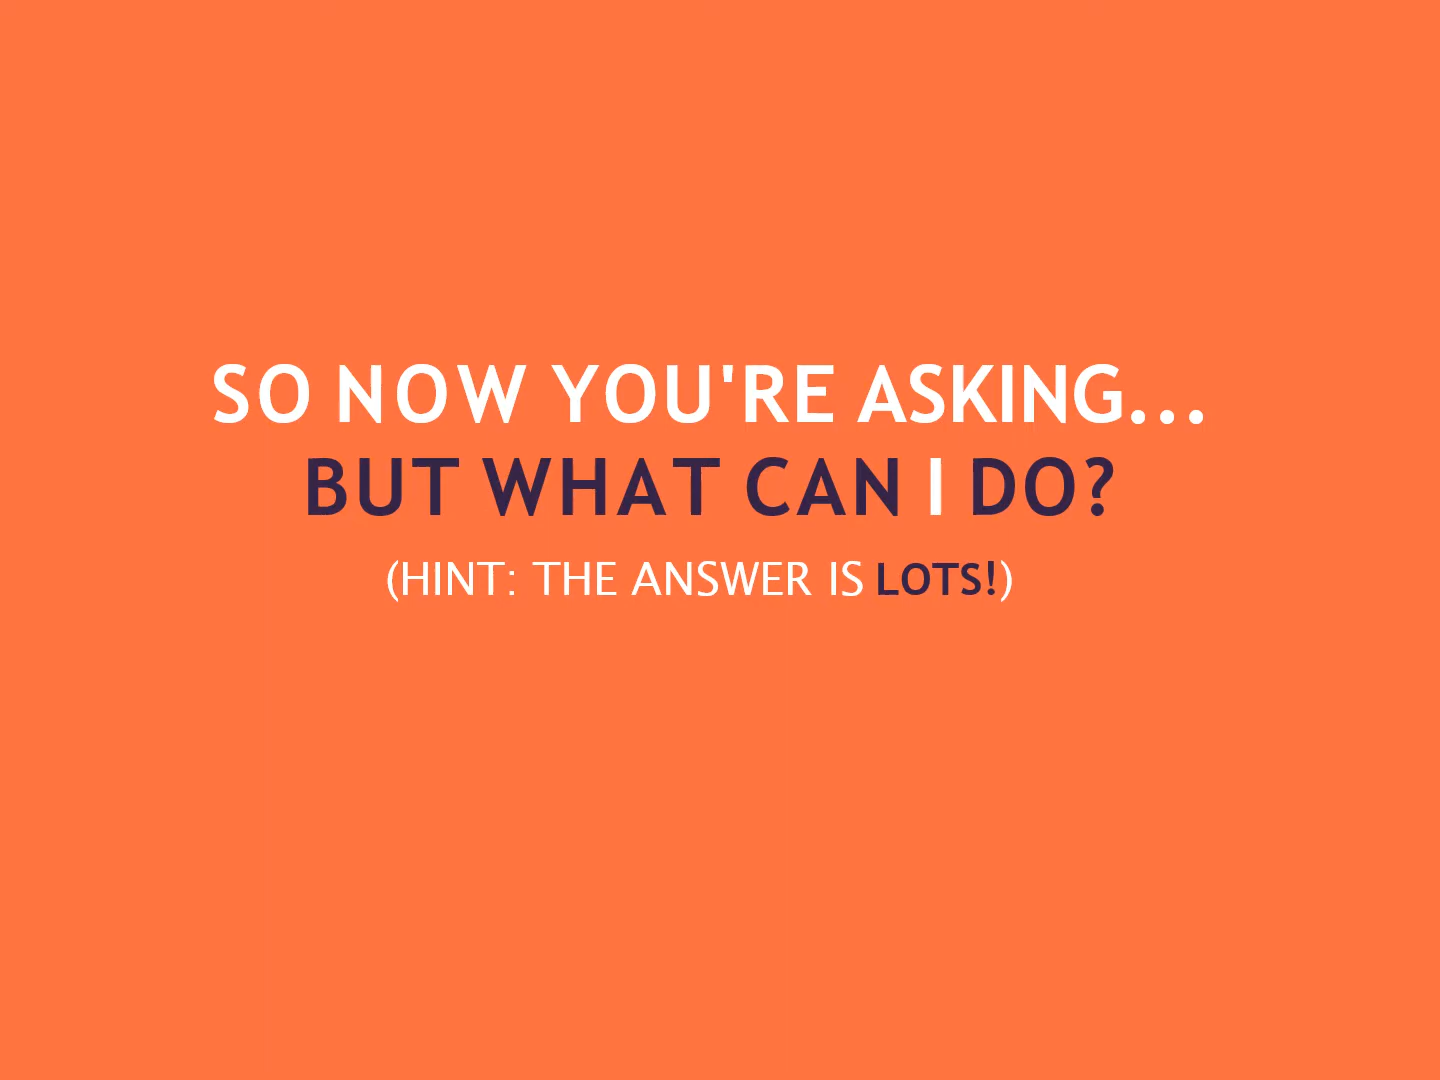 SO NOW YOU'RE ASKING...
BUT WHAT CAN I DO?
(HINT: THE ANSWER IS LOTS!)